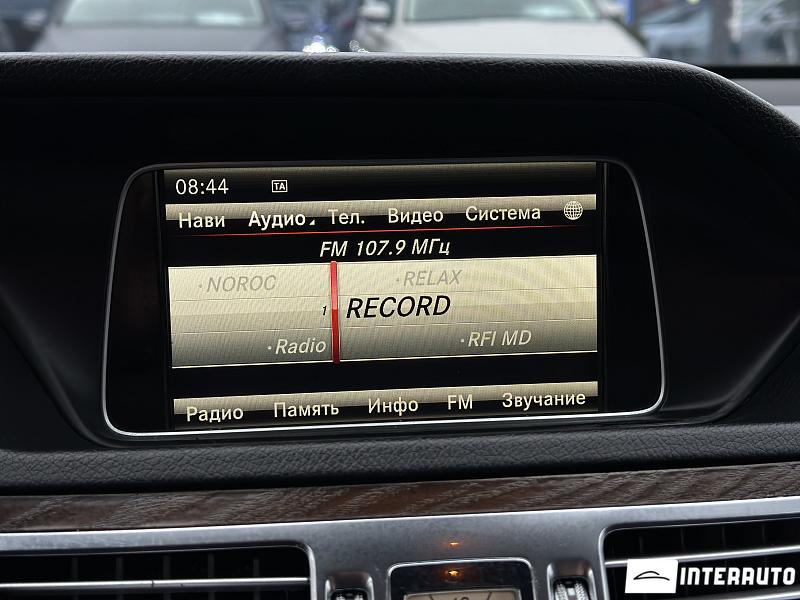 08:44 TA
Нави Аудио Тел. Видео Система
FM 107.9 МГц
·NOROC ·RELAX
1 RECORD
·Radio ·RFI MD
Радио Память Инфо FM Звучание
INTERAUTO